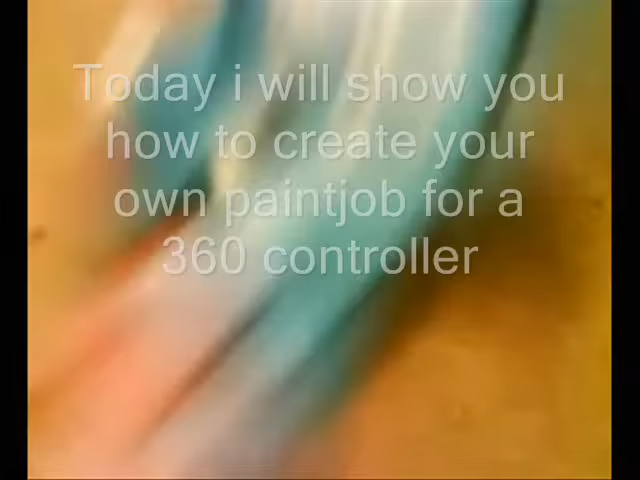 Today i will show you
how to create your
own paintjob for a
360 controller